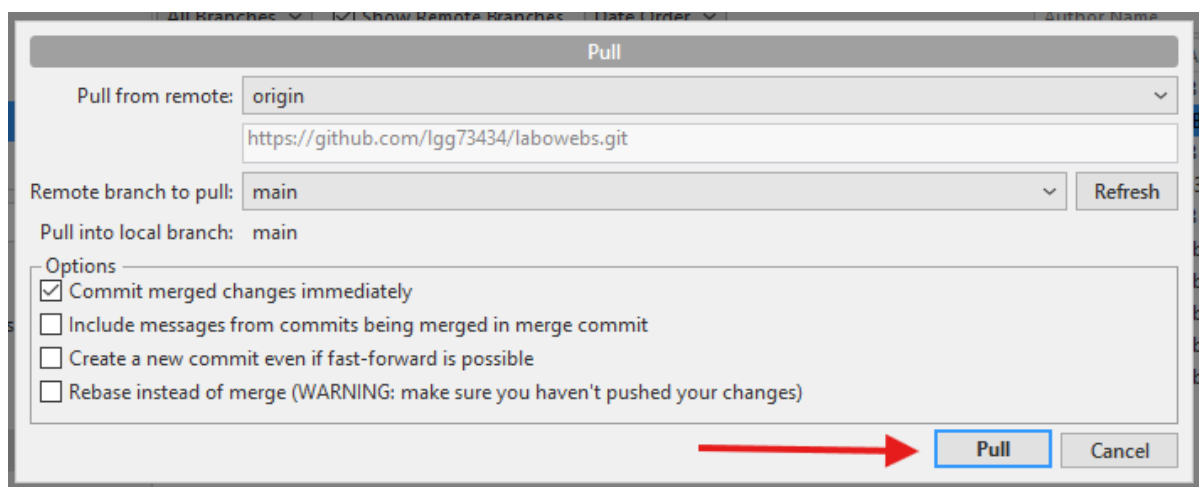 All Branches Show Remote Branches Date Order Author Name
Pull
Pull from remote: origin
https://github.com/lgg73434/labowebs.git
Remote branch to pull: main Refresh
Pull into local branch: main
Options
Commit merged changes immediately
Include messages from commits being merged in merge commit
Create a new commit even if fast-forward is possible
Rebase instead of merge (WARNING: make sure you haven't pushed your changes)
Pull Cancel